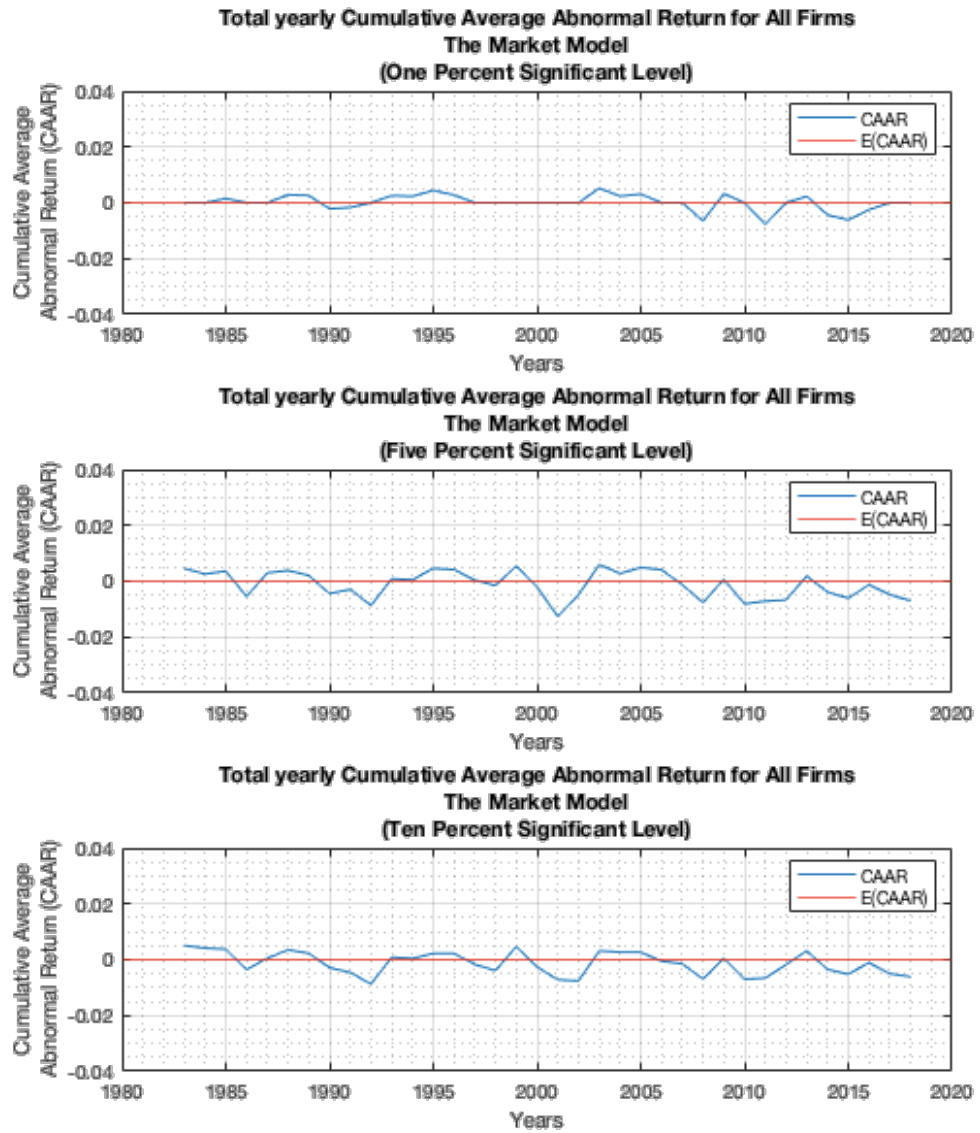 Total yearly Cumulative Average Abnormal Return for All Firms
The Market Model
(One Percent Significant Level)
Cumulative Average
Abnormal Return (CAAR)
0.04
0.02
0
-0.02
-0.04
CAAR
E(CAAR)
1980 1985 1990 1995 2000 2005 2010 2015 2020
Years
Total yearly Cumulative Average Abnormal Return for All Firms
The Market Model
(Five Percent Significant Level)
Cumulative Average
Abnormal Return (CAAR)
0.04
0.02
0
-0.02
-0.04
CAAR
E(CAAR)
1980 1985 1990 1995 2000 2005 2010 2015 2020
Years
Total yearly Cumulative Average Abnormal Return for All Firms
The Market Model
(Ten Percent Significant Level)
Cumulative Average
Abnormal Return (CAAR)
0.04
0.02
0
-0.02
-0.04
CAAR
E(CAAR)
1980 1985 1990 1995 2000 2005 2010 2015 2020
Years